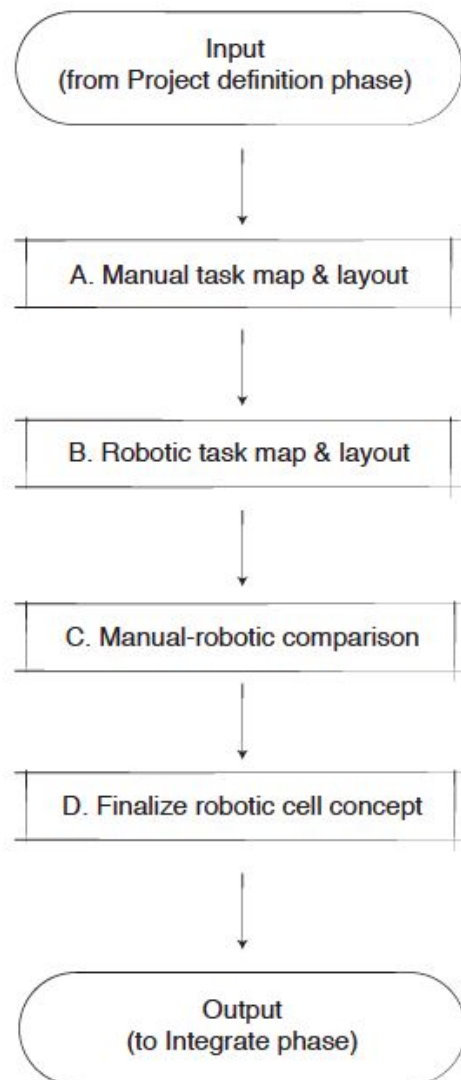 Input
(from Project definition phase)
A. Manual task map & layout
B. Robotic task map & layout
C. Manual-robotic comparison
D. Finalize robotic cell concept
Output
(to Integrate phase)